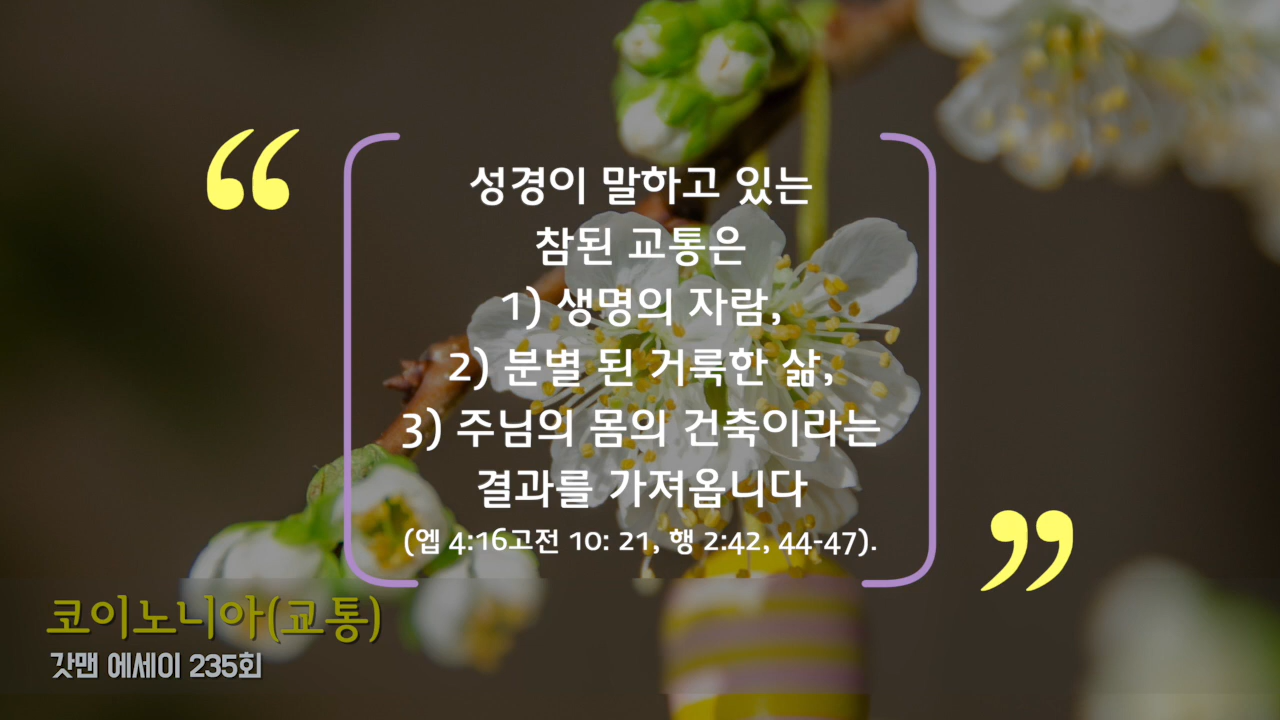 성경이 말하고 있는
참된 교통은
1) 생명의 자람,
2) 분별 된 거룩한 삶,
3) 주님의 몸의 건축이라는
결과를 가져옵니다
(엡 4:16고전 10: 21, 행 2:42, 44-47).
코이노니아(교통)
갓맨 에세이 235회